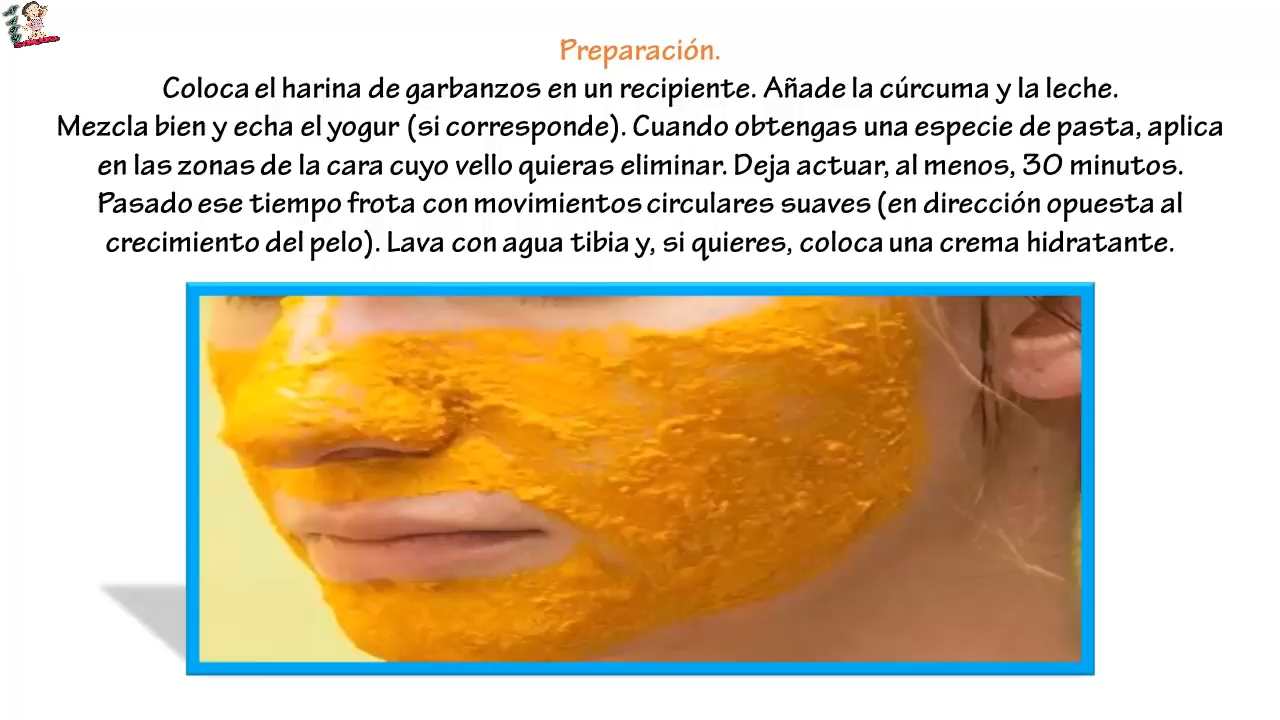 Preparación.
Coloca el harina de garbanzos en un recipiente. Añade la cúrcuma y la leche.
Mezcla bien y echa el yogur (si corresponde). Cuando obtengas una especie de pasta, aplica
en las zonas de la cara cuyo vello quieras eliminar. Deja actuar, al menos, 30 minutos.
Pasado ese tiempo frota con movimientos circulares suaves (en dirección opuesta al
crecimiento del pelo). Lava con agua tibia y, si quieres, coloca una crema hidratante.